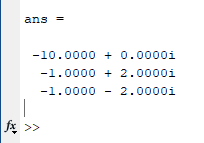 ans =
-10.0000 + 0.0000i
-1.0000 + 2.0000i
-1.0000 - 2.0000i
fx >>